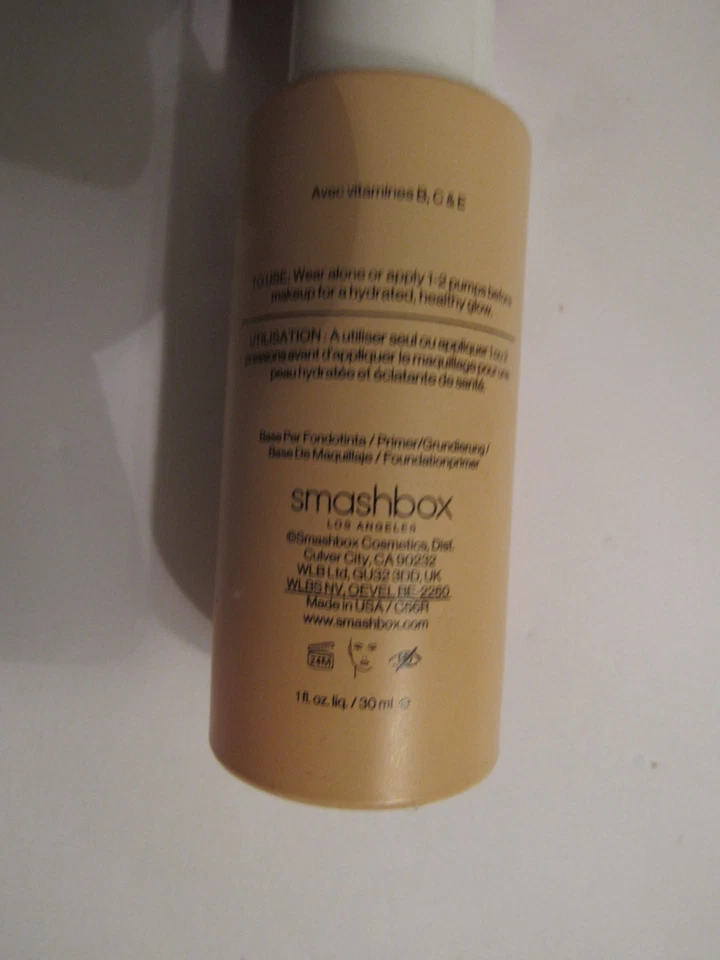 Avec vitamines B, C & E
TO USE: Wear alone or apply 1-2 pumps before
makeup for a hydrated, healthy glow.
UTILISATION : A utiliser seul ou appliquer 1 ou 2
pressions avant d'appliquer le maquillage pour une
peau hydratée et éclatante de santé.
Base Per Fondotinta / Primer/Grundierung/
Base De Maquillaje / Foundationprimer
smashbox
LOS ANGELES
©Smashbox Cosmetics, Dist.
Culver City, CA 90232
WLB Ltd, GU32 3DD, UK
WLBS NV, OEVEL BE-2260
Made in USA / C56R
www.smashbox.com
24M
1 fl. oz. liq. / 30 ml ℮